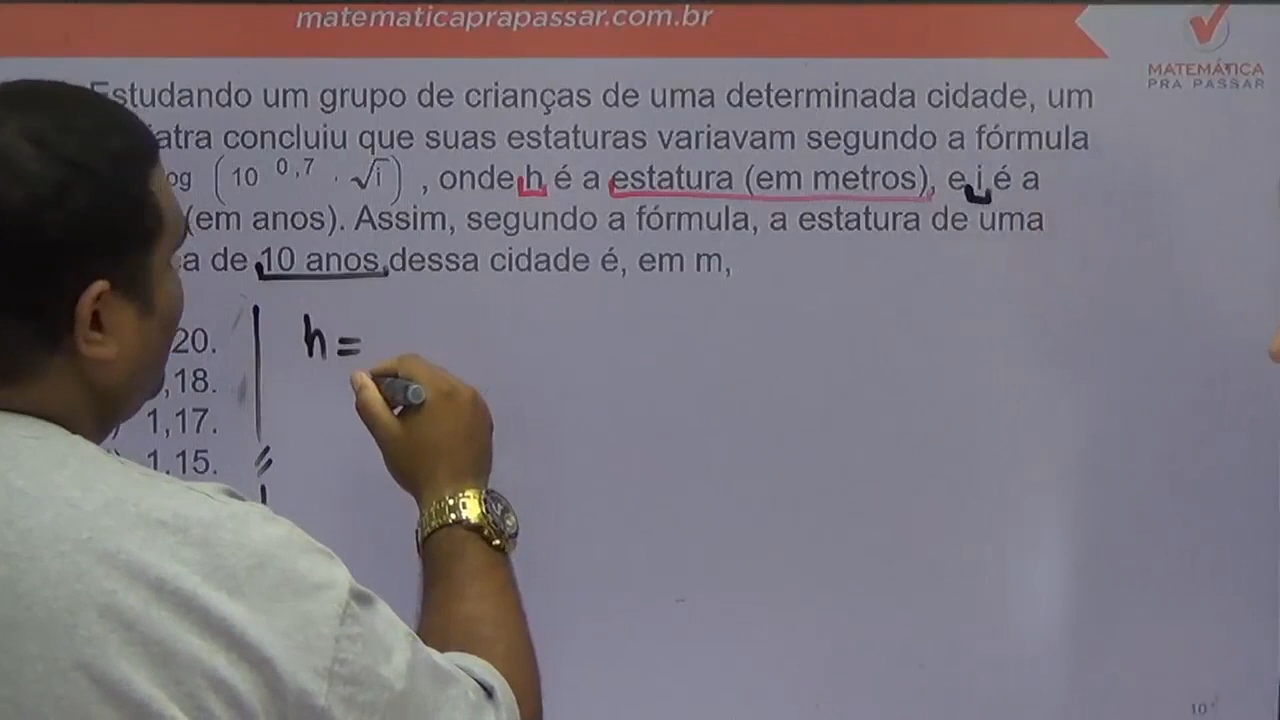 matematicaprapassar.com.br
MATEMÁTICA
PRA PASSAR
Estudando um grupo de crianças de uma determinada cidade, um
iatra concluiu que suas estaturas variavam segundo a fórmula
og (10 ^0,7 . √i) , onde h é a estatura (em metros), e i é a
(em anos). Assim, segundo a fórmula, a estatura de uma
a de 10 anos dessa cidade é, em m,
20.
,18.
1,17.
1,15.
h =
10